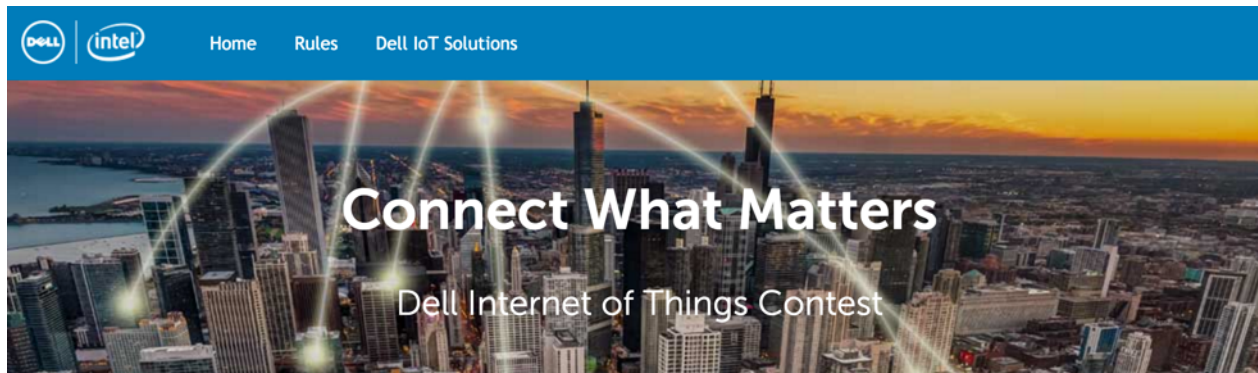 DELL intel Home Rules Dell IoT Solutions
Connect What Matters
Dell Internet of Things Contest